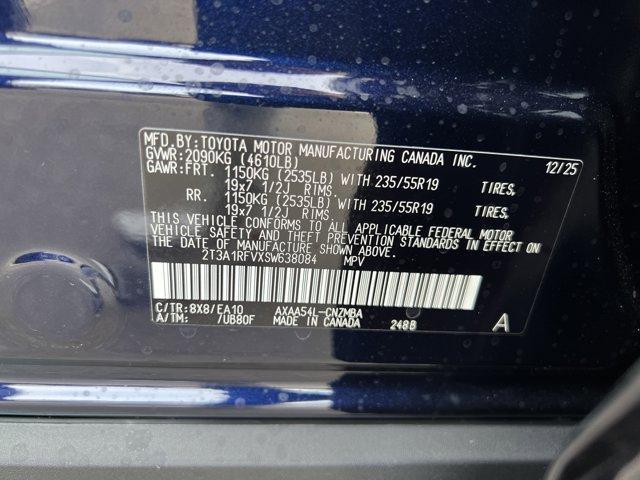 MFD.BY:TOYOTA MOTOR MANUFACTURING CANADA INC. 12/25
GVWR:2090KG (4610LB)
GAWR:FRT. 1150KG (2535LB) WITH 235/55R19 TIRES,
19x7 1/2J RIMS.
RR. 1150KG (2535LB) WITH 235/55R19 TIRES,
19x7 1/2J RIMS.
THIS VEHICLE CONFORMS TO ALL APPLICABLE FEDERAL MOTOR
VEHICLE SAFETY AND THEFT PREVENTION STANDARDS IN EFFECT ON
THE DATE OF MANUFACTURE SHOWN ABOVE.
2T3A1RFVXSW638084 MPV
C/TR:8X8/EA10 AXAA54L-CNZMBA
A/TM: /UB80F MADE IN CANADA 248B A